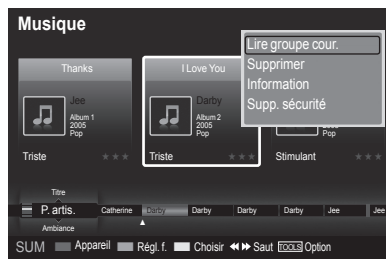 Musique
Lire groupe cour.
Supprimer
Information
Supp. sécurité
Thanks
Jee
Album 1
2005
Pop
Triste
I Love You
Darby
Album 2
2005
Pop
Triste
2005
Pop
Stimulant
Titre
P. artis.
Catherine Darby Darby Darby Darby Jee Jee
Ambiance
SUM Appareil Régl. f. Choisir Saut TOOLS Option